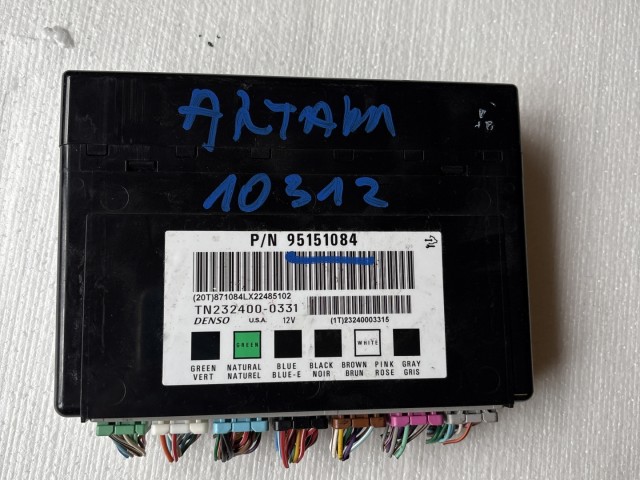 ANTARA
10312
P/N 95151084
(20T)871084LX22485102
TN232400-0331
DENSO U.S.A. 12V
(1T)23240003315
GREEN WHITE
GREEN NATURAL BLUE BLACK BROWN PINK GRAY
VERT NATUREL BLUE-E NOIR BRUN ROSE GRIS